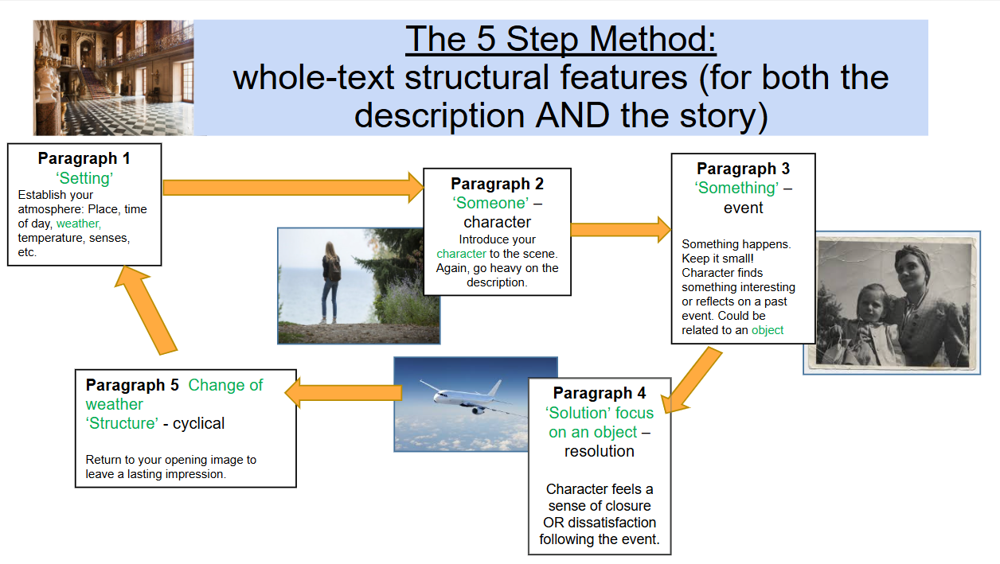 The 5 Step Method:
whole-text structural features (for both the
description AND the story)
Paragraph 1
‘Setting’
Establish your
atmosphere: Place, time
of day, weather,
temperature, senses,
etc.
Paragraph 2
‘Someone’ –
character
Introduce your
character to the scene.
Again, go heavy on the
description.
Paragraph 3
‘Something’ –
event
Something happens.
Keep it small!
Character finds
something interesting
or reflects on a past
event. Could be
related to an object
Paragraph 4
‘Solution’ focus
on an object –
resolution
Character feels a
sense of closure
OR dissatisfaction
following the event.
Paragraph 5 Change of
weather
‘Structure’ - cyclical
Return to your opening image to
leave a lasting impression.